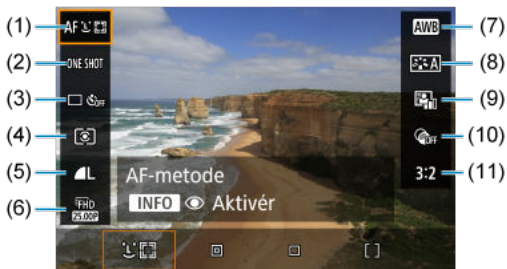 (1) AF
(2) ONE SHOT
(3) OFF
(4)
(5) L
(6) FHD 25.00P
(7) AWB
(8) A
(9)
(10) OFF
(11) 3:2
AF-metode
INFO Aktivér